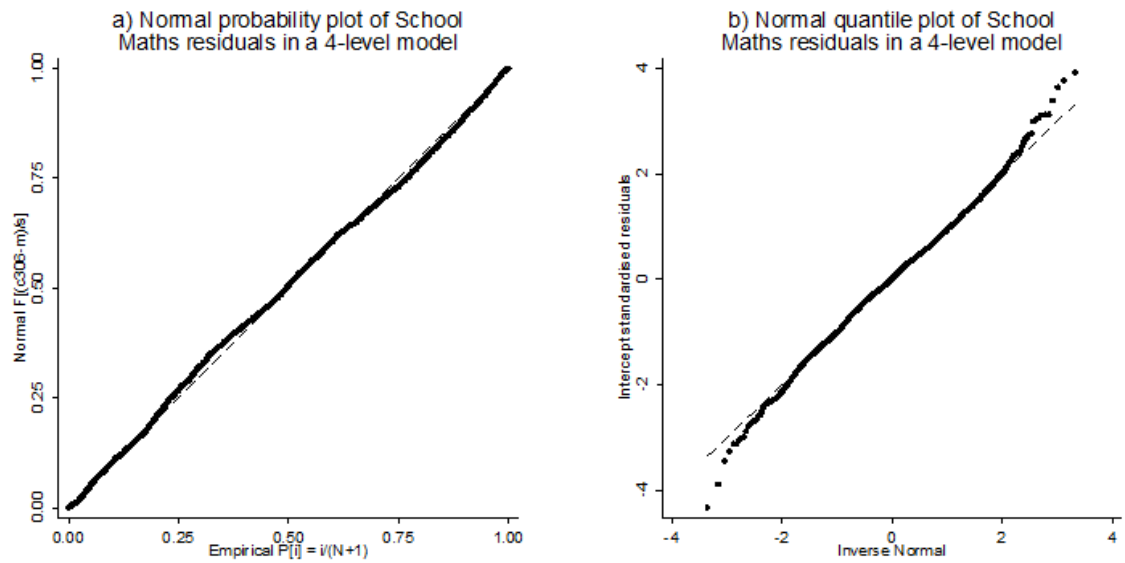 a) Normal probability plot of School
Maths residuals in a 4-level model
Normal F[(c306-m)/s]
1.00
0.75
0.50
0.25
0.00
0.00 0.25 0.50 0.75 1.00
Empirical P[i] = i/(N+1)
b) Normal quantile plot of School
Maths residuals in a 4-level model
Intercept standardised residuals
4
2
0
-2
-4
-4 -2 0 2 4
Inverse Normal